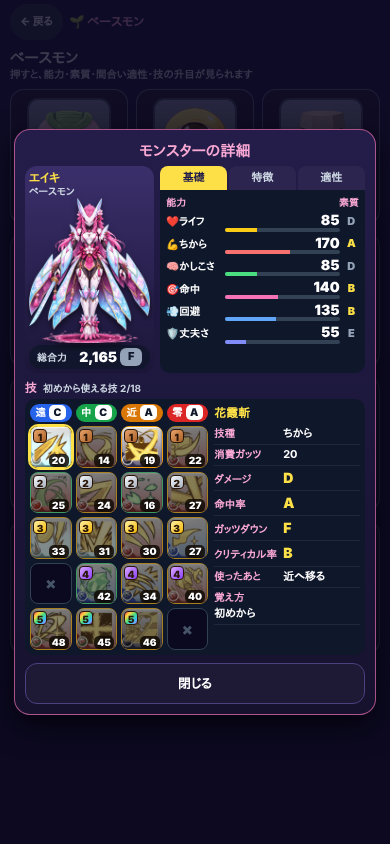 ← 戻る 🌱 ベースモン
ベースモン
押すと、能力・素質・間合い適性・技の升目が見られます
モンスターの詳細
エイキ
ベースモン
総合力 2,165 F
基礎 特徴 適性
能力 素質
❤️ライフ 85 D
💪ちから 170 A
🧠かしこさ 85 D
🎯命中 140 B
💨回避 135 B
🛡️丈夫さ 55 E
技 初めから使える技 2/18
遠 C 中 C 近 A 零 A
1 20 1 14 1 19 1 22
2 25 2 24 2 16 2 27
3 33 3 31 3 30 3 27
× 4 42 4 34 4 40
5 48 5 45 5 46 ×
花霞斬
技種 ちから
消費ガッツ 20
ダメージ D
命中率 A
ガッツダウン F
クリティカル率 B
使ったあと 近へ移る
覚え方
初めから
閉じる